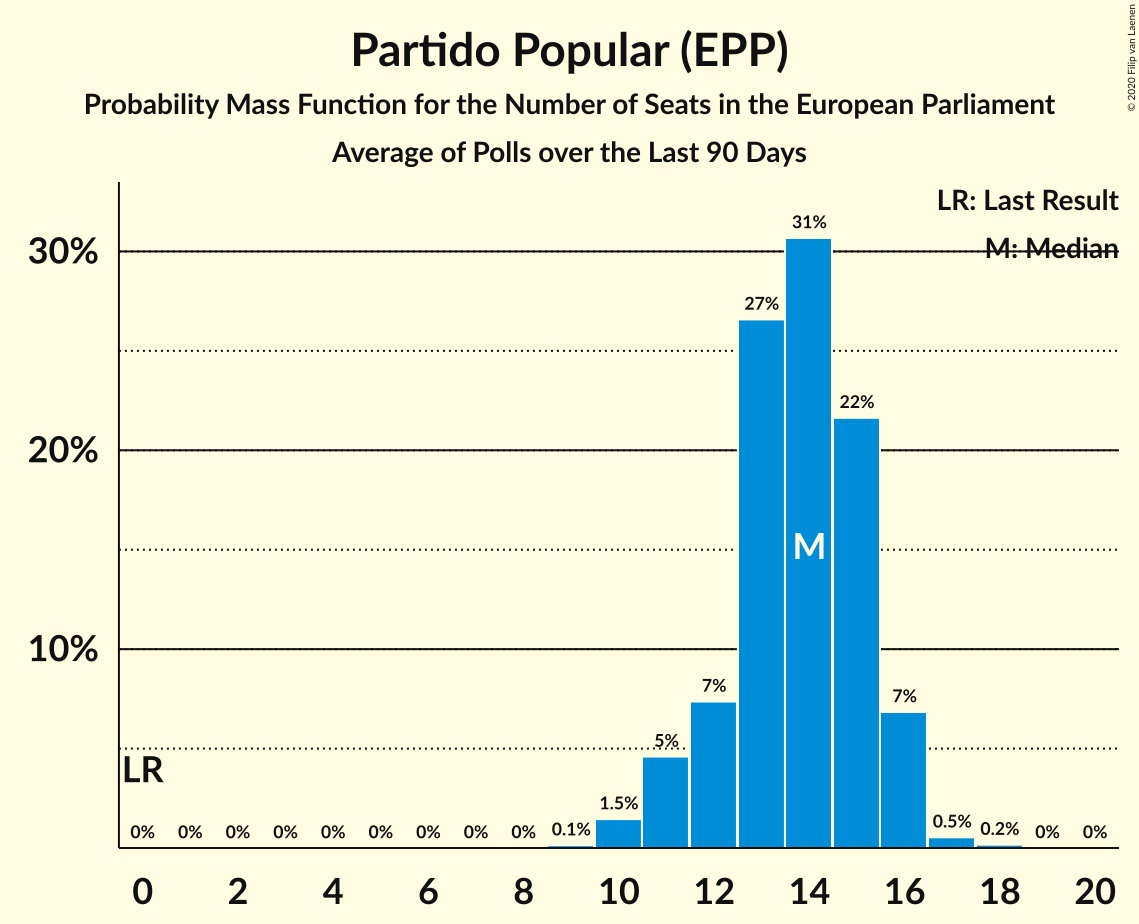 Partido Popular (EPP)
Probability Mass Function for the Number of Seats in the European Parliament
Average of Polls over the Last 90 Days
© 2020 Filip van Laenen
LR: Last Result
M: Median
30%
20%
10%
31%
27%
22%
M
7%
7%
5%
LR
1.5%
0% 0% 0% 0% 0% 0% 0% 0% 0% 0.1% 0.5% 0.2% 0% 0%
0 2 4 6 8 10 12 14 16 18 20